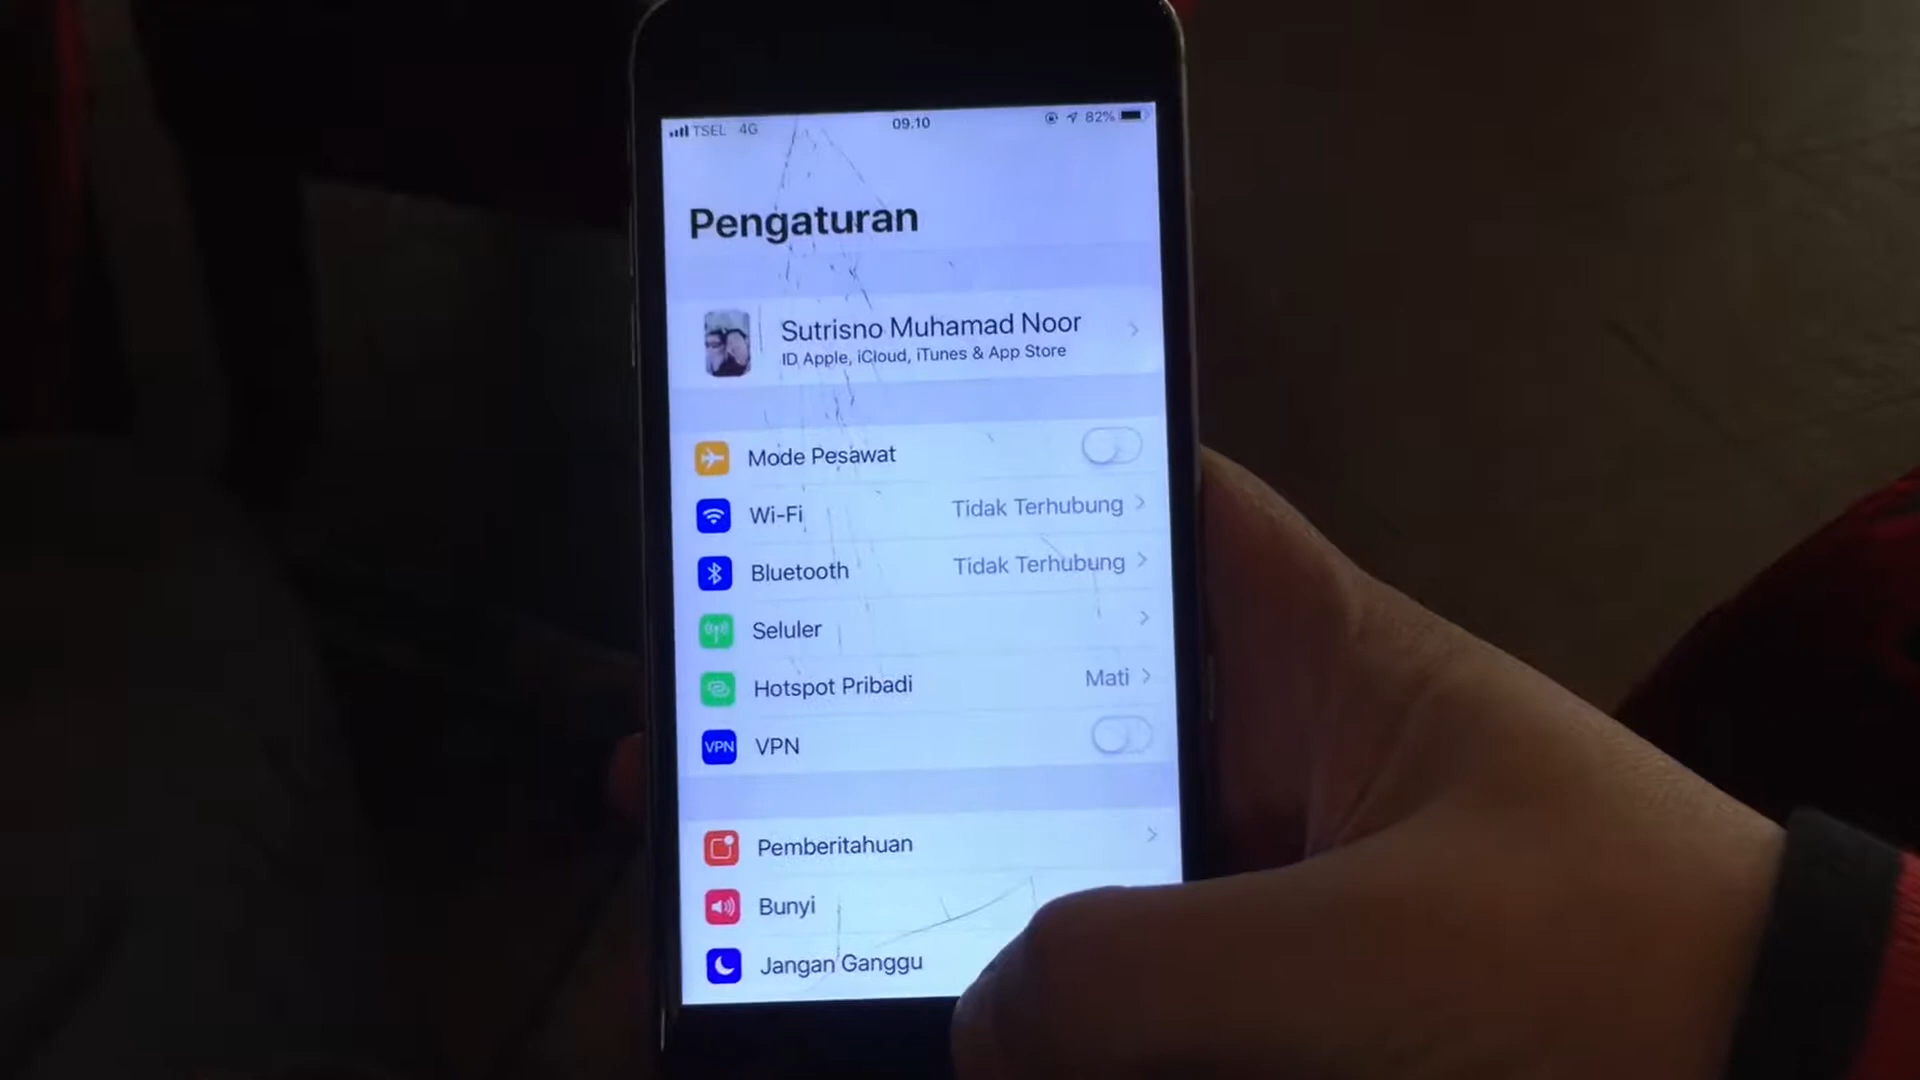 TSEL 4G 09.10 82%
Pengaturan
Sutrisno Muhamad Noor
ID Apple, iCloud, iTunes & App Store
Mode Pesawat
Wi-Fi Tidak Terhubung
Bluetooth Tidak Terhubung
Seluler
Hotspot Pribadi Mati
VPN VPN
Pemberitahuan
Bunyi
Jangan Ganggu